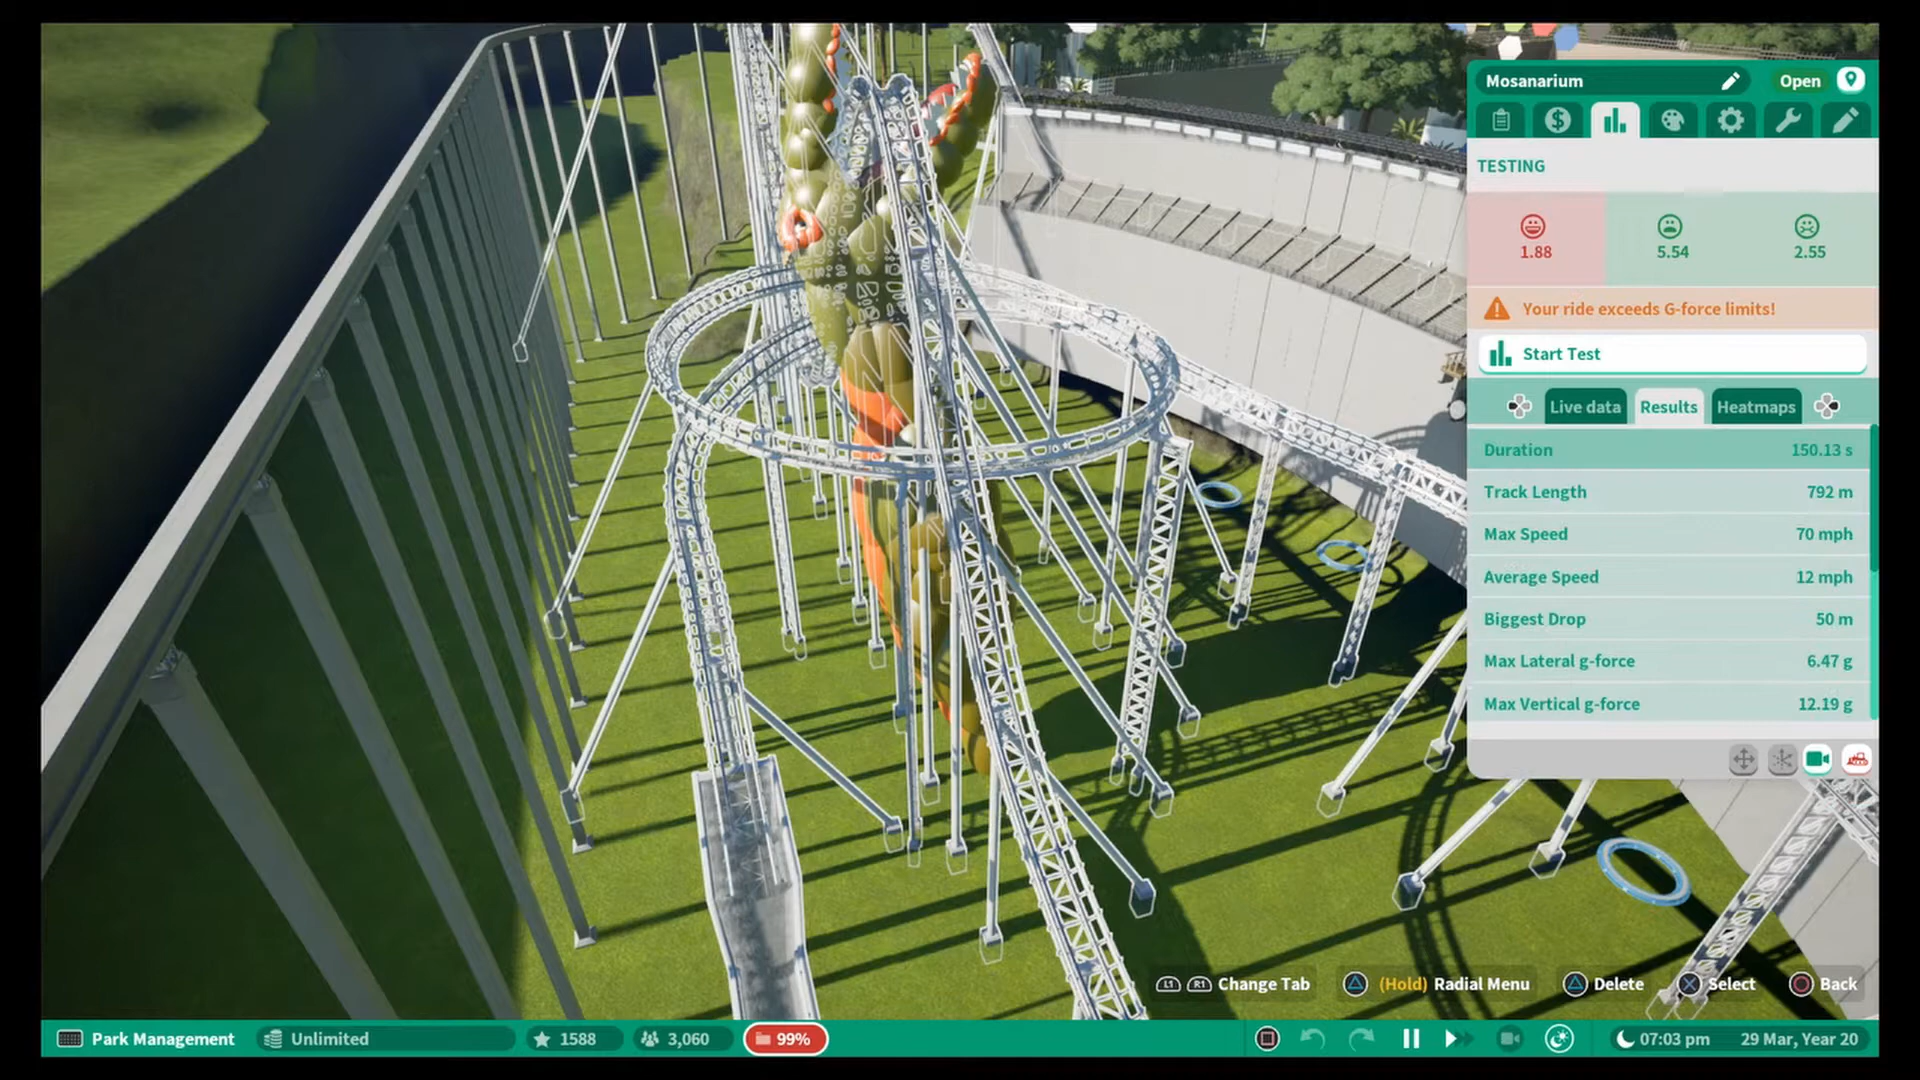 Mosanarium
Open
TESTING
1.88
5.54
2.55
Your ride exceeds G-force limits!
Start Test
Live data
Results
Heatmaps
Duration 150.13 s
Track Length 792 m
Max Speed 70 mph
Average Speed 12 mph
Biggest Drop 50 m
Max Lateral g-force 6.47 g
Max Vertical g-force 12.19 g
L1 R1 Change Tab (Hold) Radial Menu Delete Select Back
Park Management Unlimited 1588 3,060 99% 07:03 pm 29 Mar, Year 20